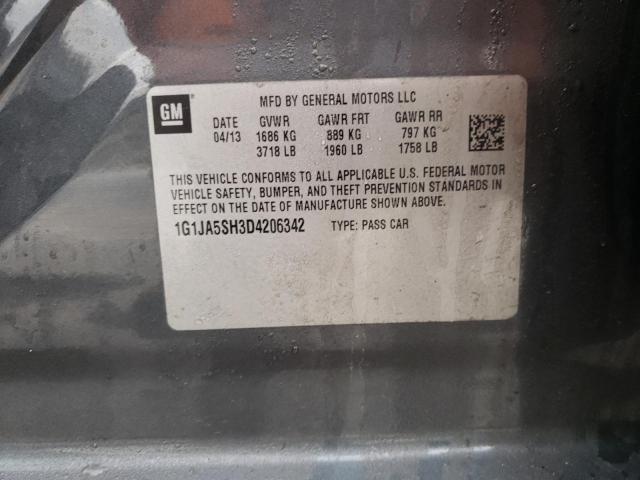 GM
MFD BY GENERAL MOTORS LLC
DATE GVWR GAWR FRT GAWR RR
04/13 1686 KG 889 KG 797 KG
3718 LB 1960 LB 1758 LB
THIS VEHICLE CONFORMS TO ALL APPLICABLE U.S. FEDERAL MOTOR
VEHICLE SAFETY, BUMPER, AND THEFT PREVENTION STANDARDS IN
EFFECT ON THE DATE OF MANUFACTURE SHOWN ABOVE.
1G1JA5SH3D4206342 TYPE: PASS CAR